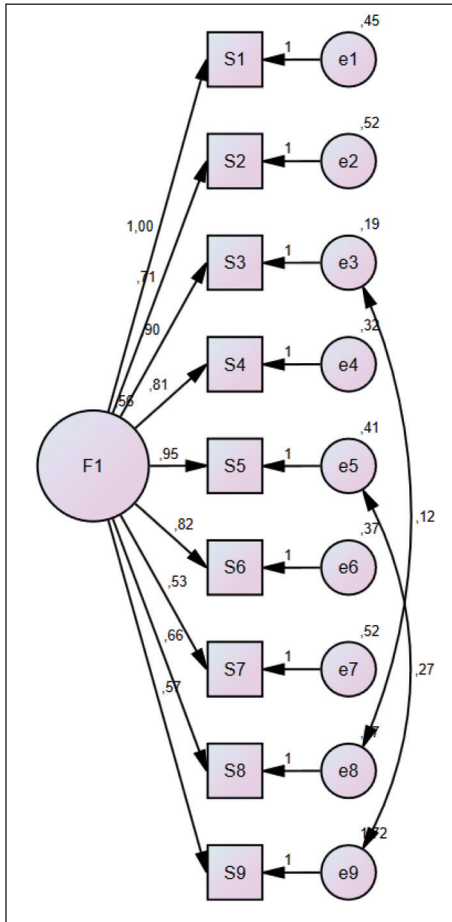 ,45
S1 1 e1
,52
S2 1 e2
1,00
,19
S3 1 e3
,71
,90
,32
S4 1 e4
,81
,56
,41
F1 ,95 S5 1 e5
,12
,82
,37
S6 1 e6
,53
,52
,66
S7 1 e7
,27
,57
S8 1 e8
S9 1 e9